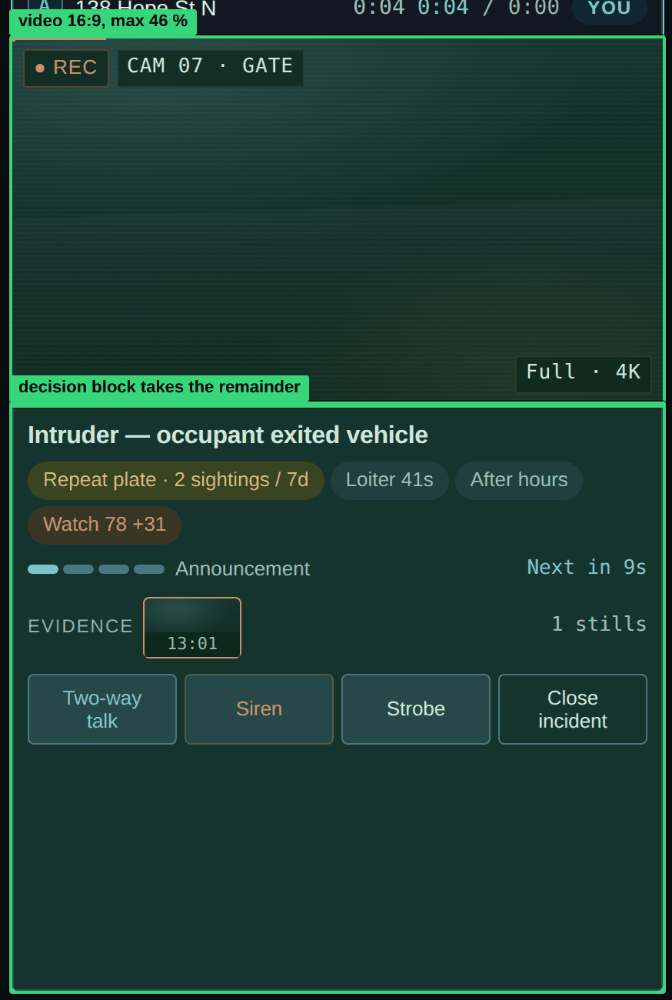 A 138 Hope St N 0:04 0:04 / 0:00 YOU
video 16:9, max 46 %
● REC CAM 07 · GATE
Full · 4K
decision block takes the remainder
Intruder — occupant exited vehicle
Repeat plate · 2 sightings / 7d Loiter 41s After hours
Watch 78 +31
Announcement Next in 9s
EVIDENCE 13:01 1 stills
Two-way
talk
Siren
Strobe
Close
incident